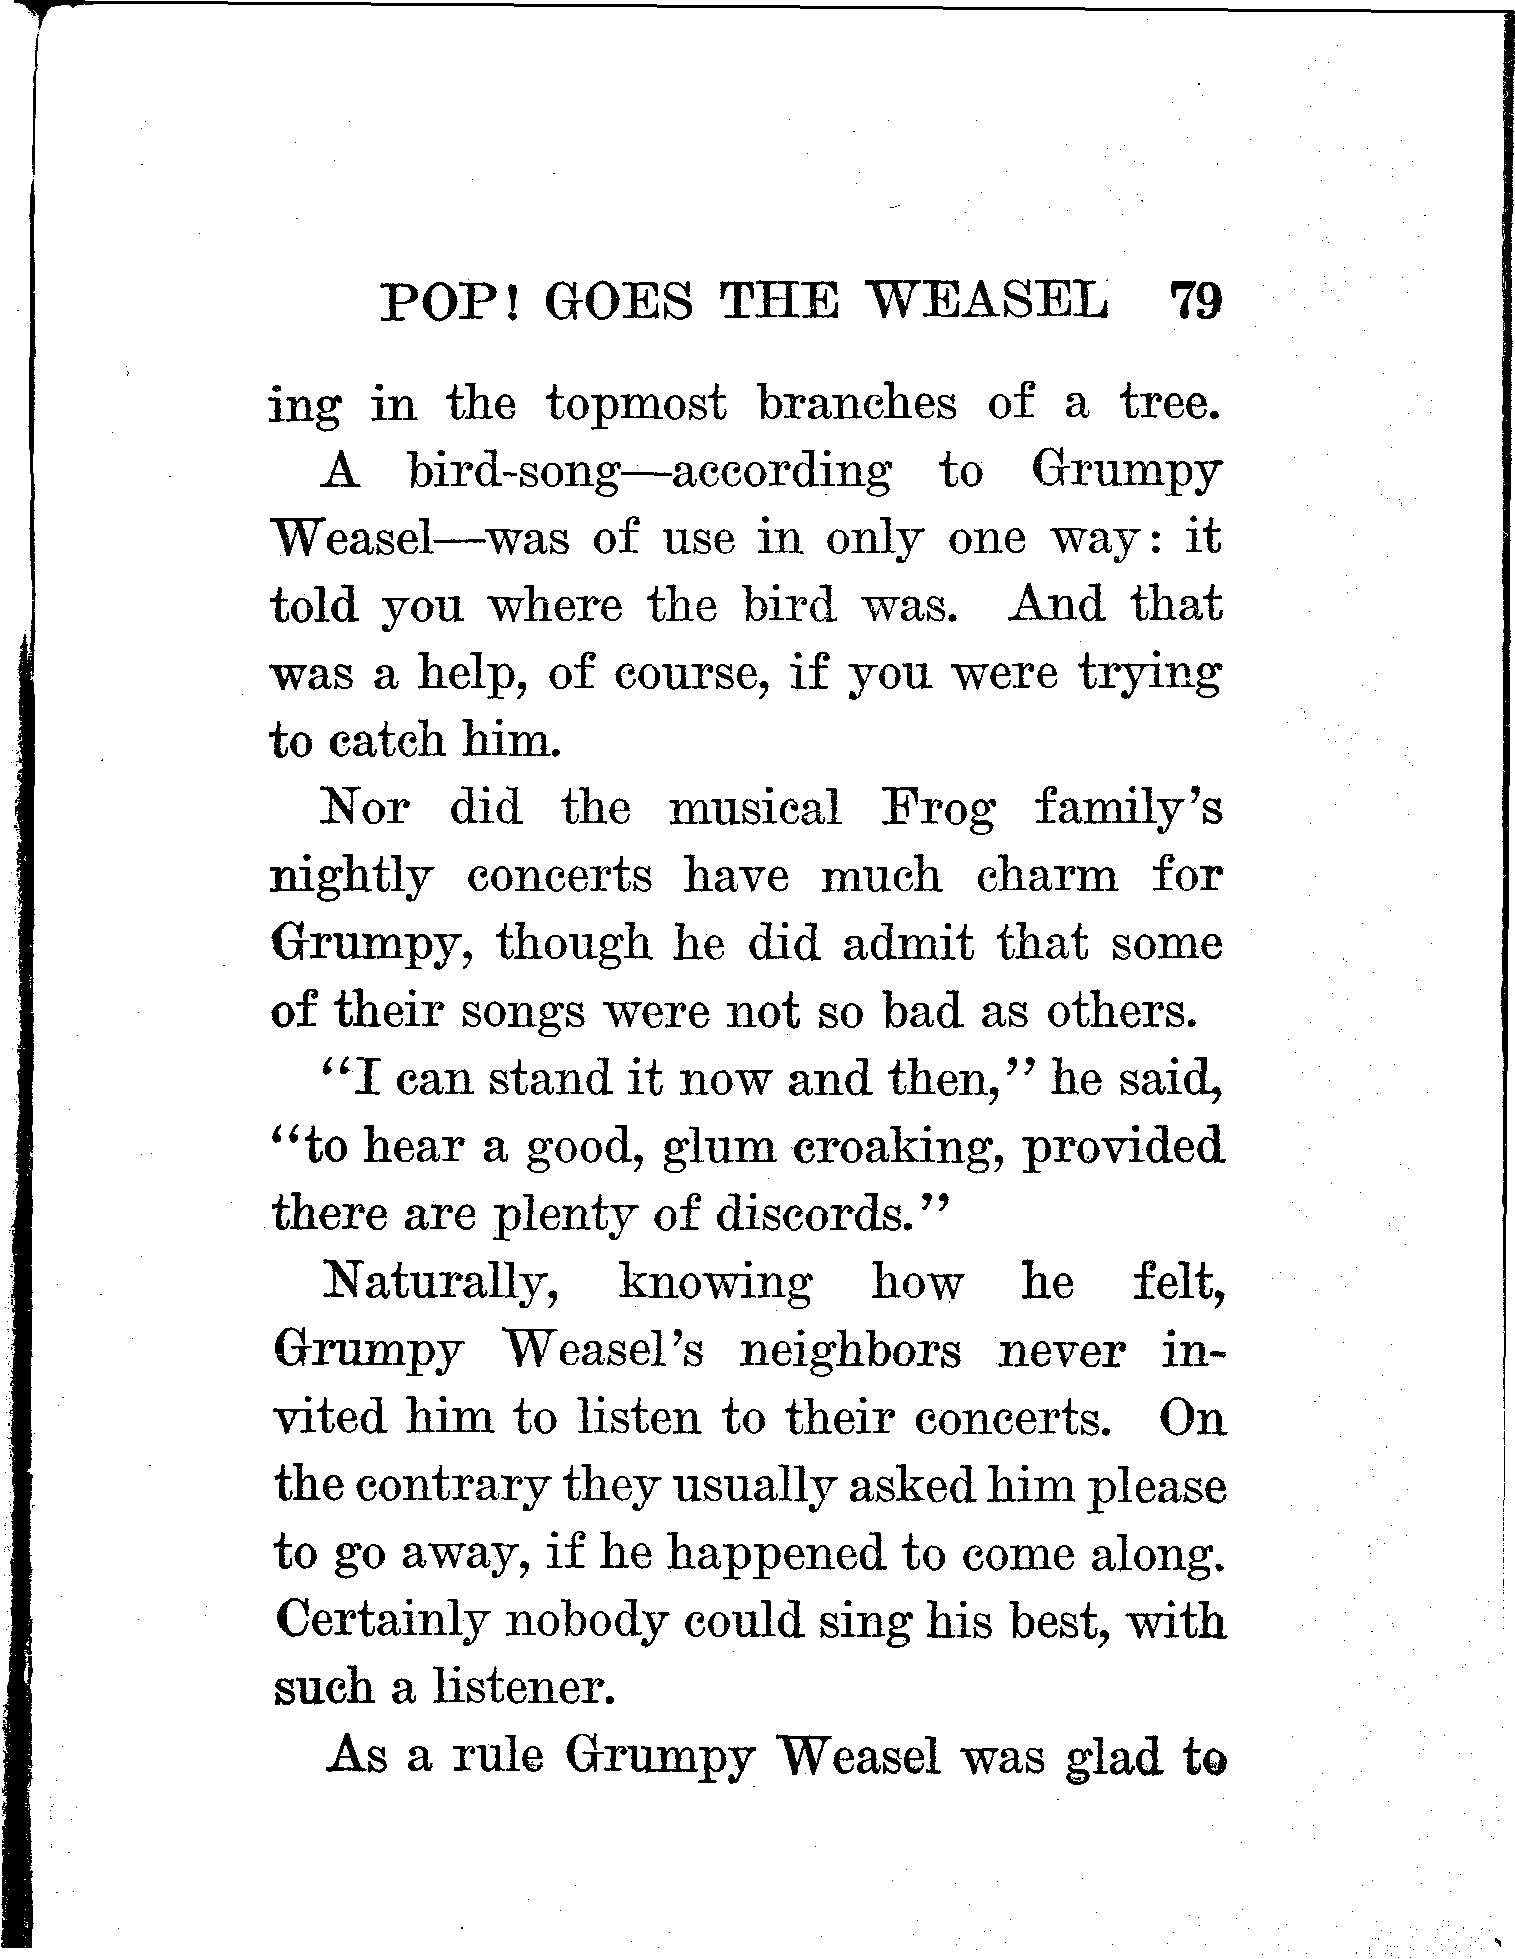 POP! GOES THE WEASEL 79
ing in the topmost branches of a tree.
A bird-song—according to Grumpy
Weasel—was of use in only one way: it
told you where the bird was. And that
was a help, of course, if you were trying
to catch him.
Nor did the musical Frog family's
nightly concerts have much charm for
Grumpy, though he did admit that some
of their songs were not so bad as others.
"I can stand it now and then," he said,
"to hear a good, glum croaking, provided
there are plenty of discords."
Naturally, knowing how he felt,
Grumpy Weasel's neighbors never in-
vited him to listen to their concerts. On
the contrary they usually asked him please
to go away, if he happened to come along.
Certainly nobody could sing his best, with
such a listener.
As a rule Grumpy Weasel was glad to